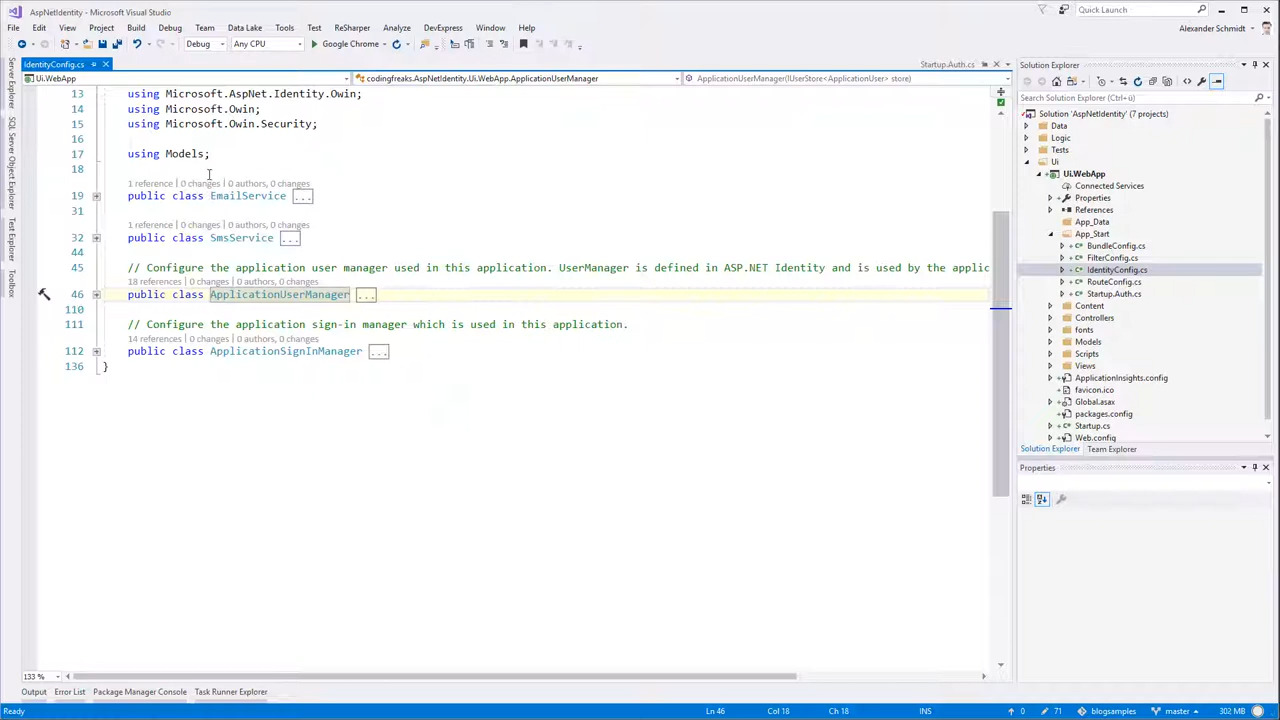 AspNetIdentity - Microsoft Visual Studio
Quick Launch
File Edit View Project Build Debug Team Data Lake Tools Test ReSharper Analyze DevExpress Window Help
Alexander Schmidt
Debug Any CPU Google Chrome
IdentityConfig.cs
Startup.Auth.cs
Ui.WebApp
codingfreaks.AspNetIdentity.Ui.WebApp.ApplicationUserManager
ApplicationUserManager(IUserStore<ApplicationUser> store)
Server Explorer
SQL Server Object Explorer
Test Explorer
Toolbox
13 using Microsoft.AspNet.Identity.Owin;
14 using Microsoft.Owin;
15 using Microsoft.Owin.Security;
16
17 using Models;
18
1 reference | 0 changes | 0 authors, 0 changes
19 public class EmailService ...
31
1 reference | 0 changes | 0 authors, 0 changes
32 public class SmsService ...
44
45 // Configure the application user manager used in this application. UserManager is defined in ASP.NET Identity and is used by the applic
18 references | 0 changes | 0 authors, 0 changes
46 public class ApplicationUserManager ...
110
111 // Configure the application sign-in manager which is used in this application.
14 references | 0 changes | 0 authors, 0 changes
112 public class ApplicationSignInManager ...
136 }
133 %
Solution Explorer
Search Solution Explorer (Ctrl+ü)
Solution 'AspNetIdentity' (7 projects)
Data
Logic
Tests
Ui
Ui.WebApp
Connected Services
Properties
References
App_Data
App_Start
BundleConfig.cs
FilterConfig.cs
IdentityConfig.cs
RouteConfig.cs
Startup.Auth.cs
Content
Controllers
fonts
Models
Scripts
Views
ApplicationInsights.config
favicon.ico
Global.asax
packages.config
Startup.cs
Web.config
Solution Explorer Team Explorer
Properties
Output Error List Package Manager Console Task Runner Explorer
Ln 46 Col 18 Ch 18 INS 0 71 blogsamples master 302 MB